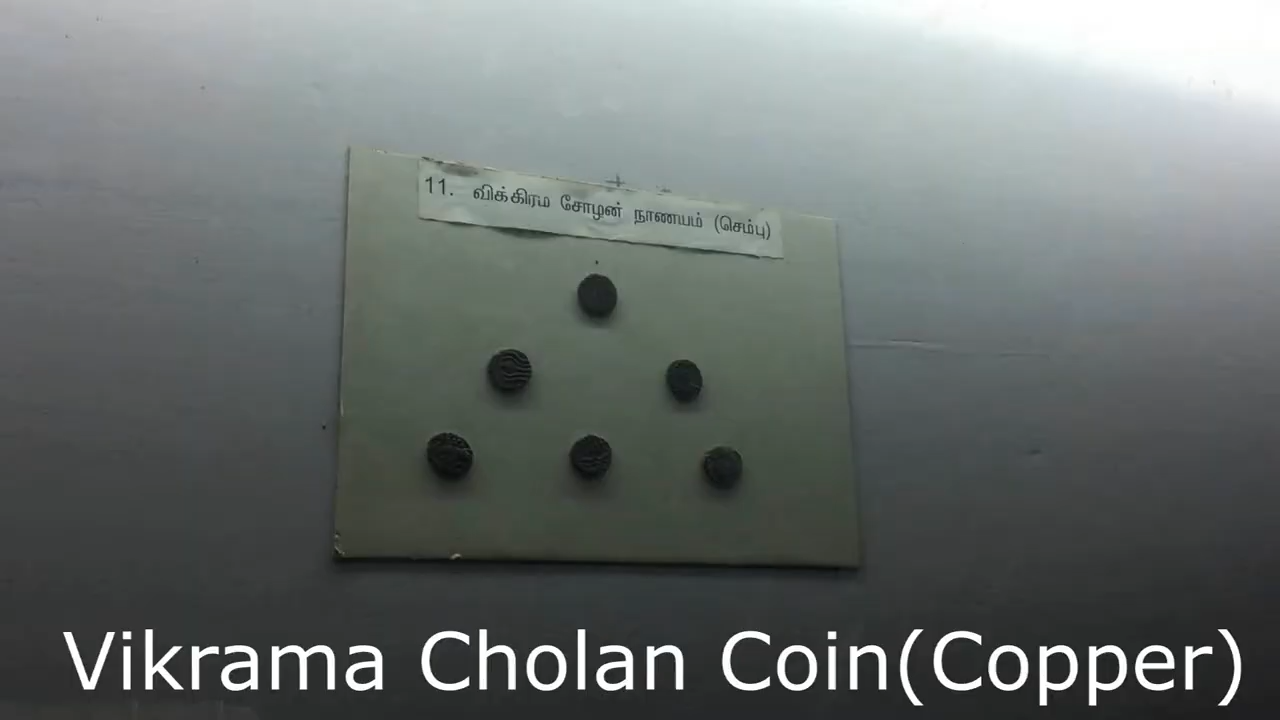 11. விக்கிரம சோழன் நாணயம் (செம்பு)
Vikrama Cholan Coin(Copper)